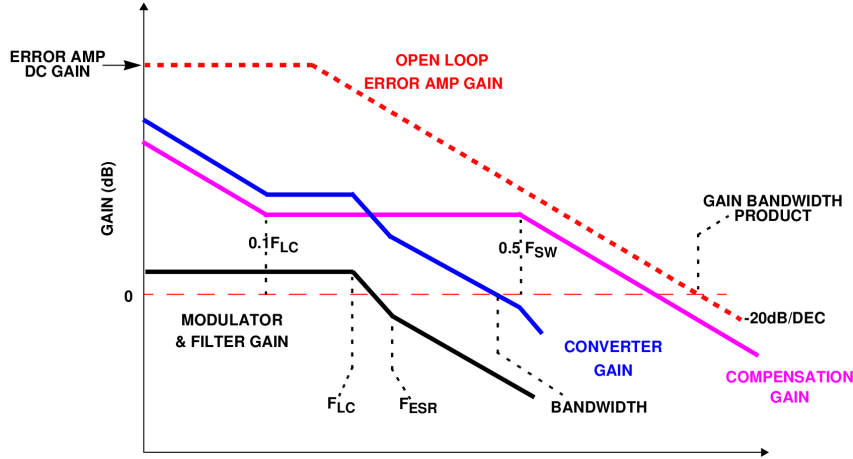 ERROR AMP
DC GAIN
OPEN LOOP
ERROR AMP GAIN
GAIN (dB)
GAIN BANDWIDTH
PRODUCT
0.1FLC
0.5 FSW
0
MODULATOR
& FILTER GAIN
-20dB/DEC
CONVERTER
GAIN
COMPENSATION
GAIN
FLC
FESR
BANDWIDTH